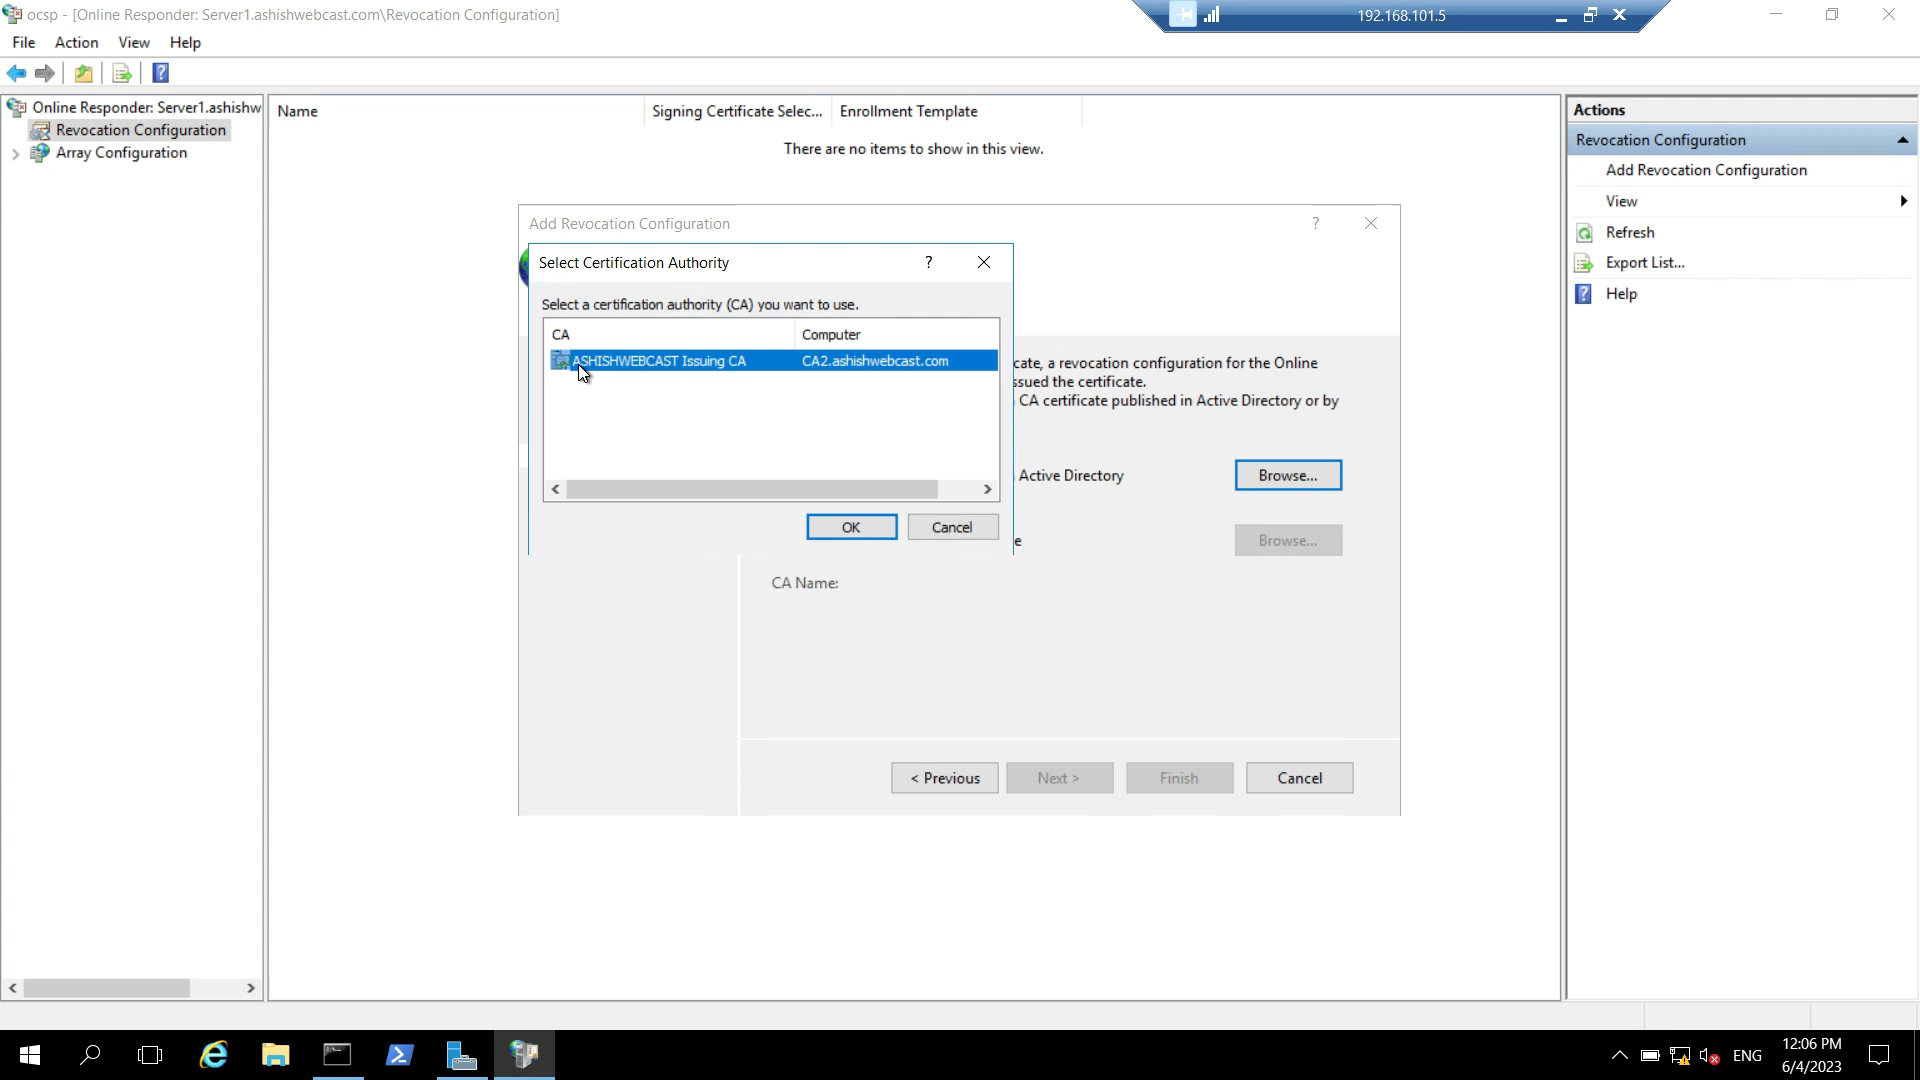 ocsp - [Online Responder: Server1.ashishwebcast.com\Revocation Configuration]
192.168.101.5
File Action View Help
Online Responder: Server1.ashishw
Revocation Configuration
Array Configuration
Name Signing Certificate Selec... Enrollment Template
There are no items to show in this view.
Add Revocation Configuration
Select Certification Authority
Select a certification authority (CA) you want to use.
CA Computer
ASHISHWEBCAST Issuing CA CA2.ashishwebcast.com
OK Cancel
cate, a revocation configuration for the Online
ssued the certificate.
CA certificate published in Active Directory or by
Active Directory Browse...
e Browse...
CA Name:
< Previous Next > Finish Cancel
Actions
Revocation Configuration
Add Revocation Configuration
View
Refresh
Export List...
Help
ENG
12:06 PM
6/4/2023